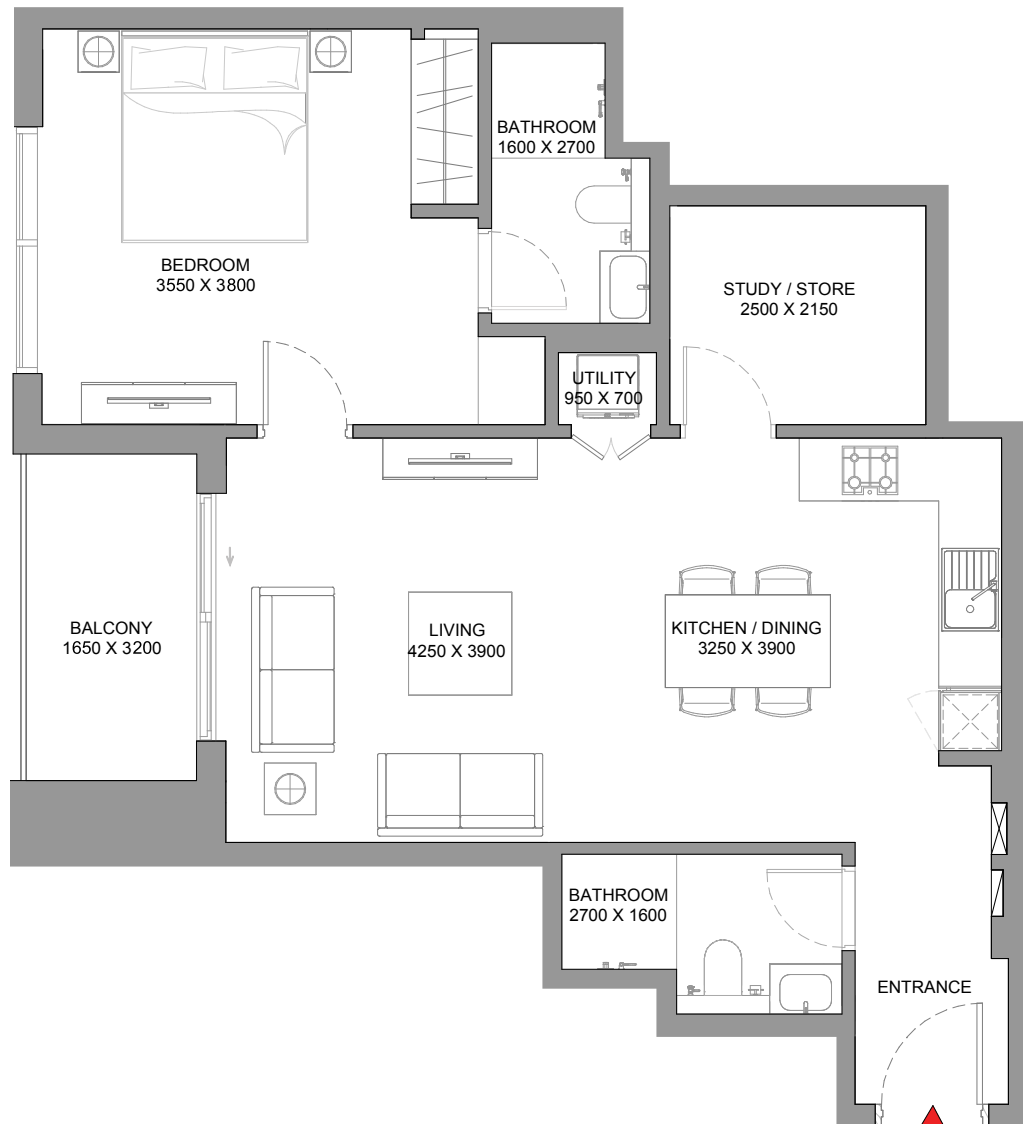 BATHROOM
1600 X 2700
BEDROOM
3550 X 3800
STUDY / STORE
2500 X 2150
UTILITY
950 X 700
BALCONY
1650 X 3200
LIVING
4250 X 3900
KITCHEN / DINING
3250 X 3900
BATHROOM
2700 X 1600
ENTRANCE